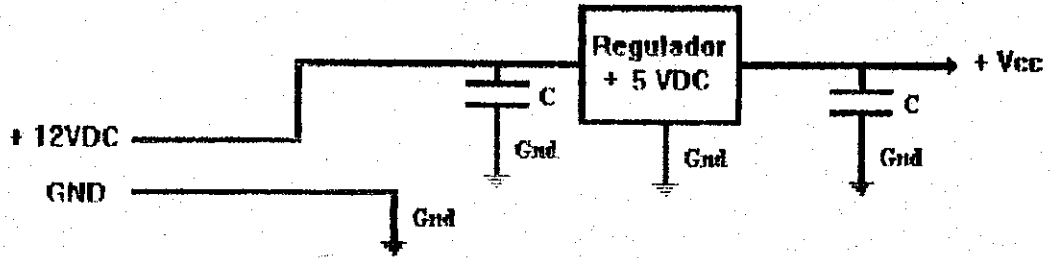 Regulador
+ 5 VDC
+ Vcc
C
C
+ 12VDC
Gnd
Gnd
Gnd
GND
Gnd